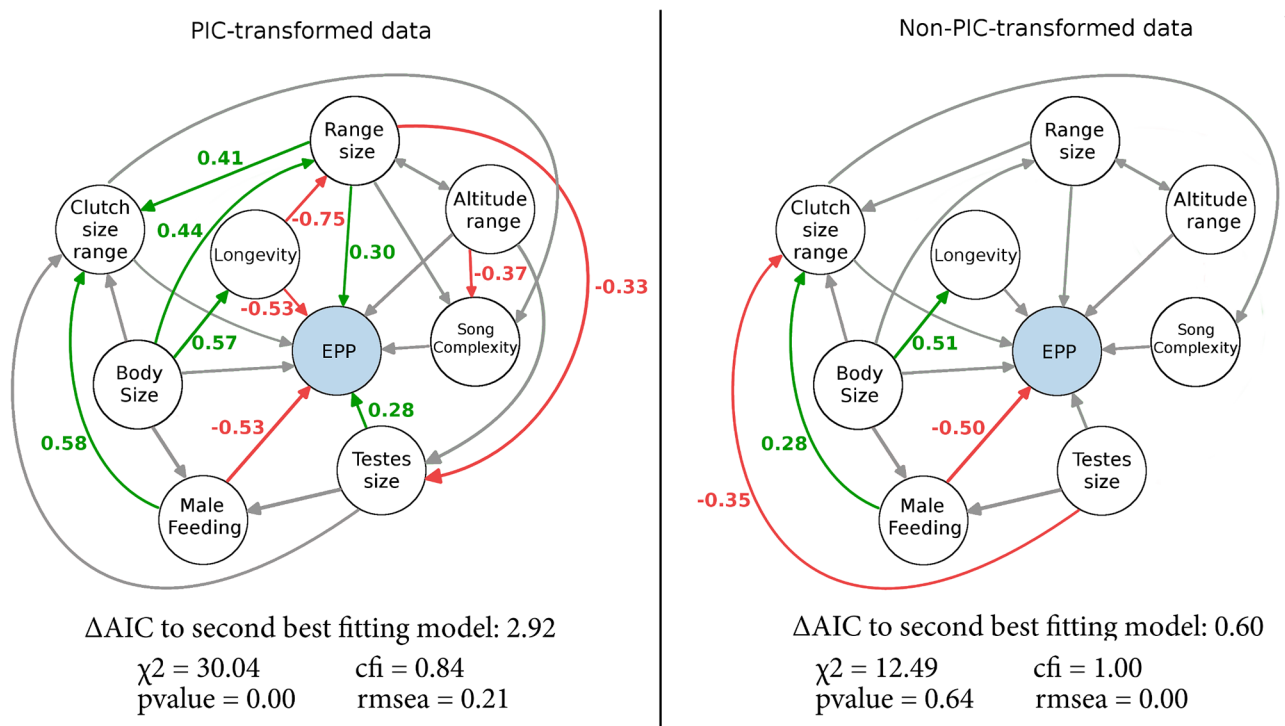 PIC-transformed data
Range
size
0.41
Clutch
size
range
0.44
-0.75
Altitude
range
Longevity
0.30
-0.37
-0.33
-0.53
0.57
EPP
Song
Complexity
Body
Size
0.28
-0.53
0.58
Testes
size
Male
Feeding
ΔAIC to second best fitting model: 2.92
χ2 = 30.04 cfi = 0.84
pvalue = 0.00 rmsea = 0.21
Non-PIC-transformed data
Range
size
Clutch
size
range
Altitude
range
Longevity
0.51
EPP
Song
Complexity
Body
Size
-0.50
0.28
Testes
size
-0.35
Male
Feeding
ΔAIC to second best fitting model: 0.60
χ2 = 12.49 cfi = 1.00
pvalue = 0.64 rmsea = 0.00